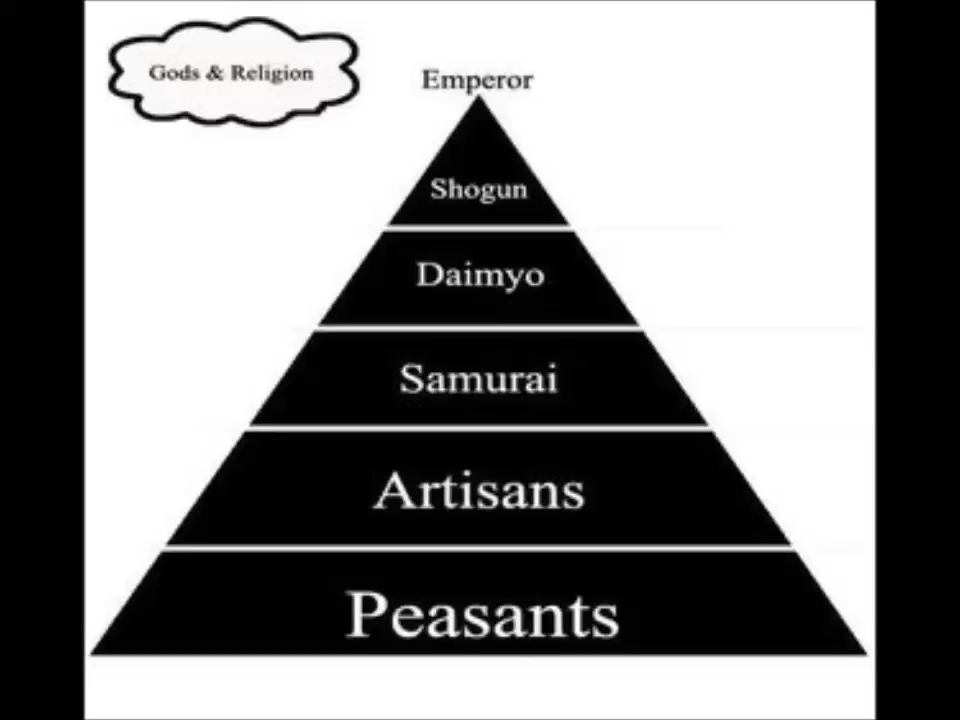 Gods & Religion
Emperor
Shogun
Daimyo
Samurai
Artisans
Peasants